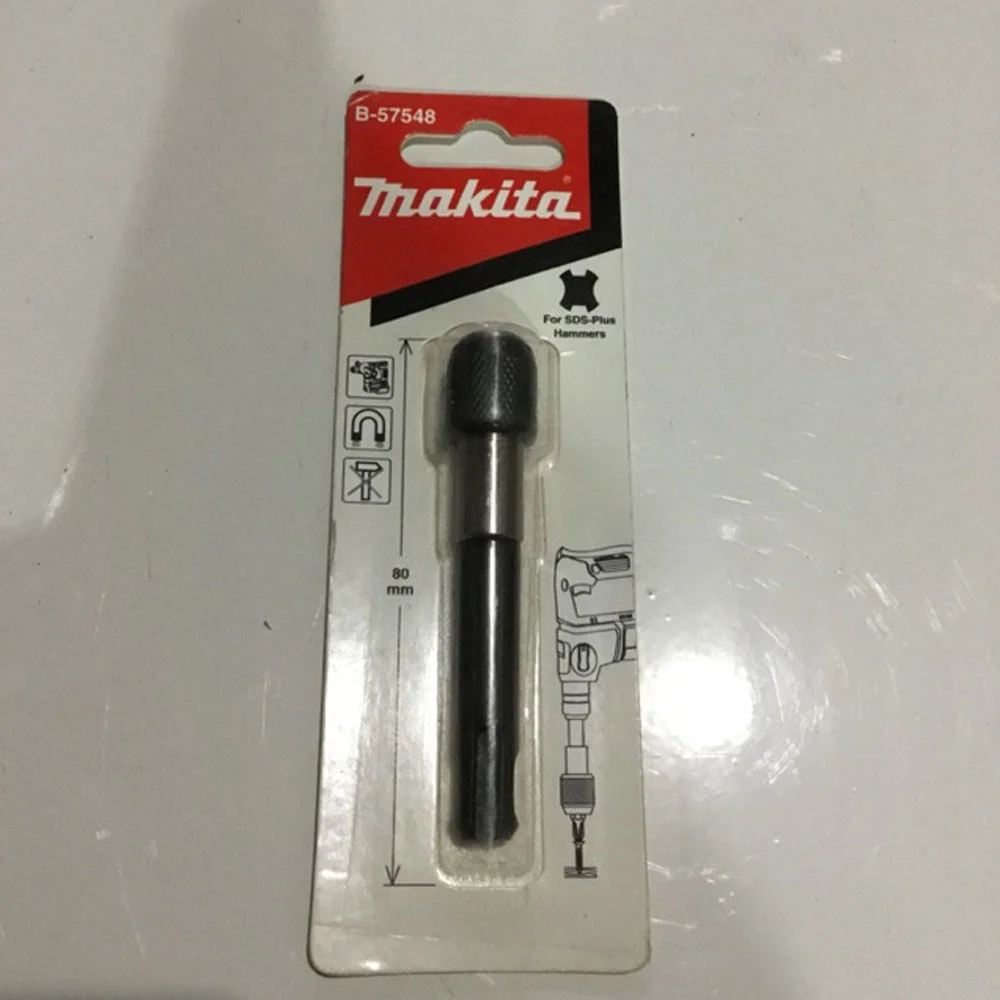 B-57548
makita®
For SDS-Plus
Hammers
80
mm